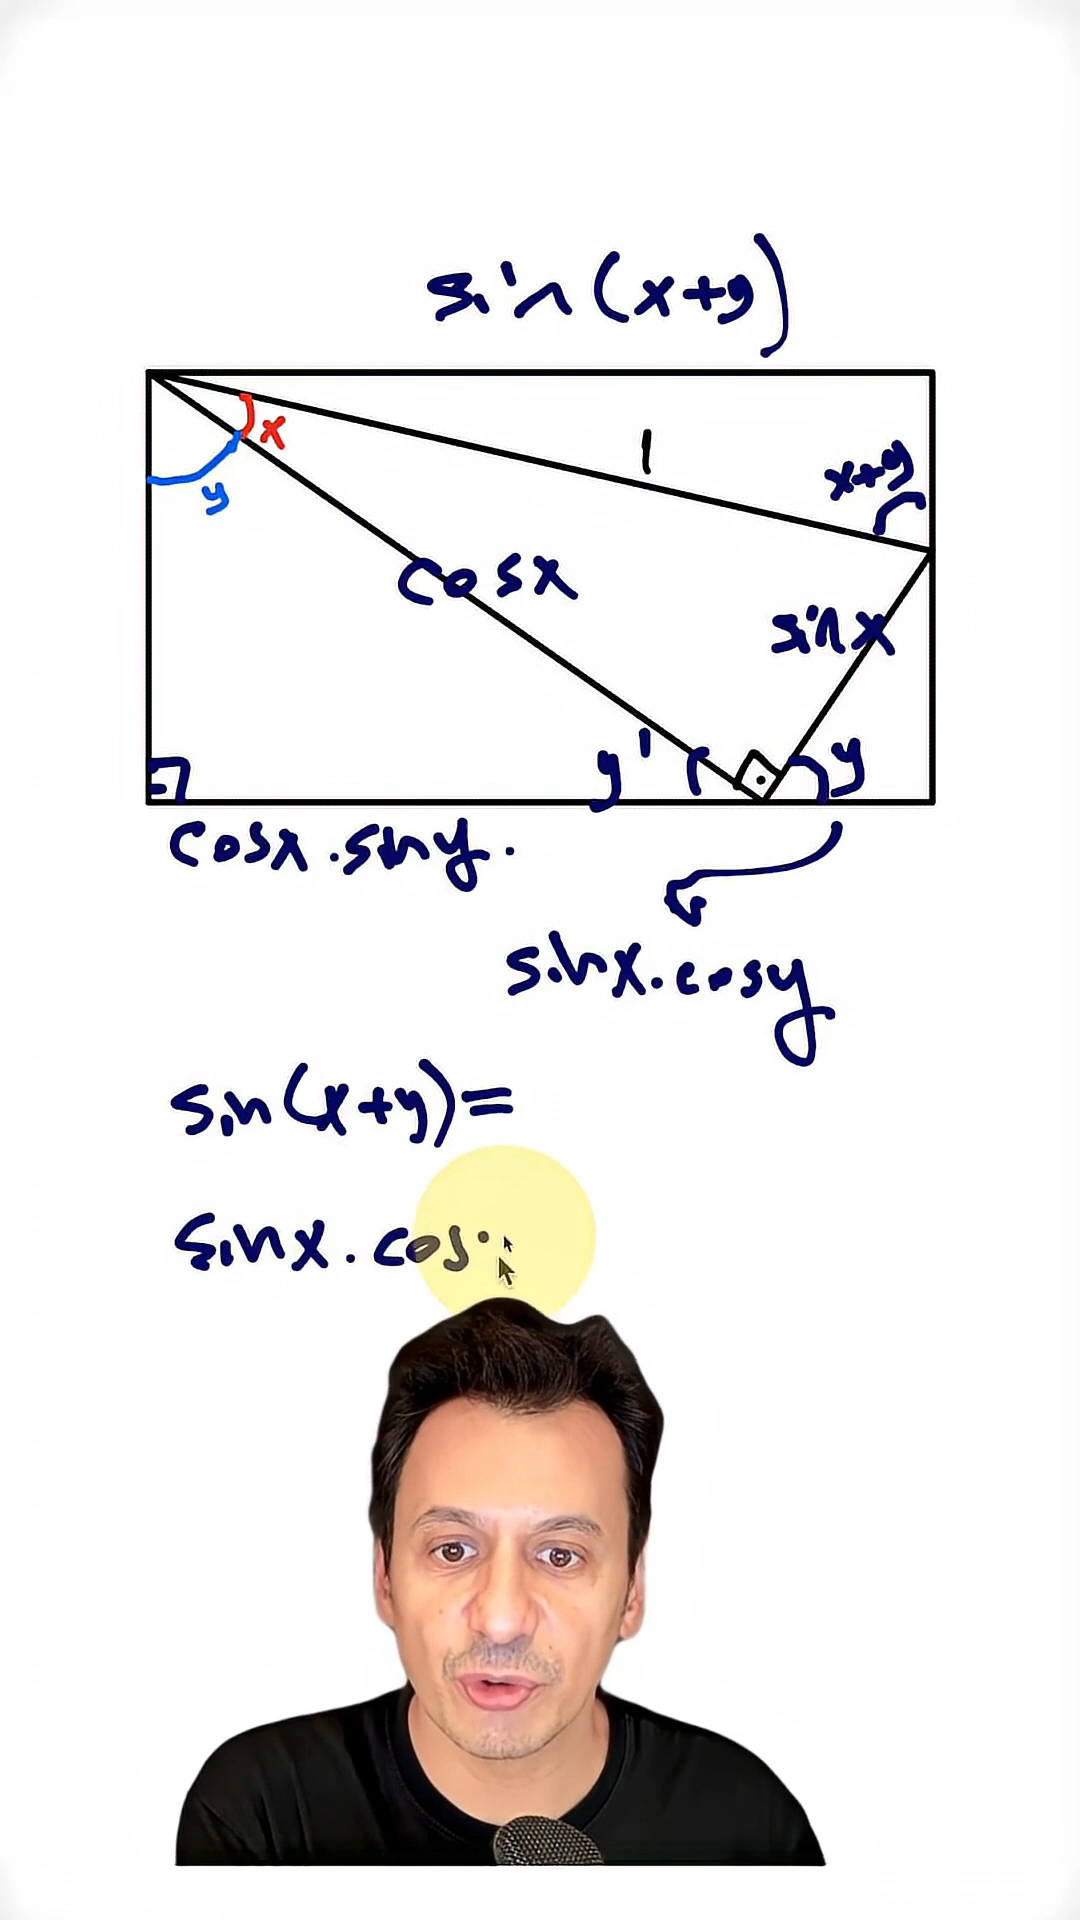 sin(x+y)
x
1
x+y
y
cosx
sinx
y'
y
cosx.siny.
sinx.cosy
sin(x+y)=
sinx.cos